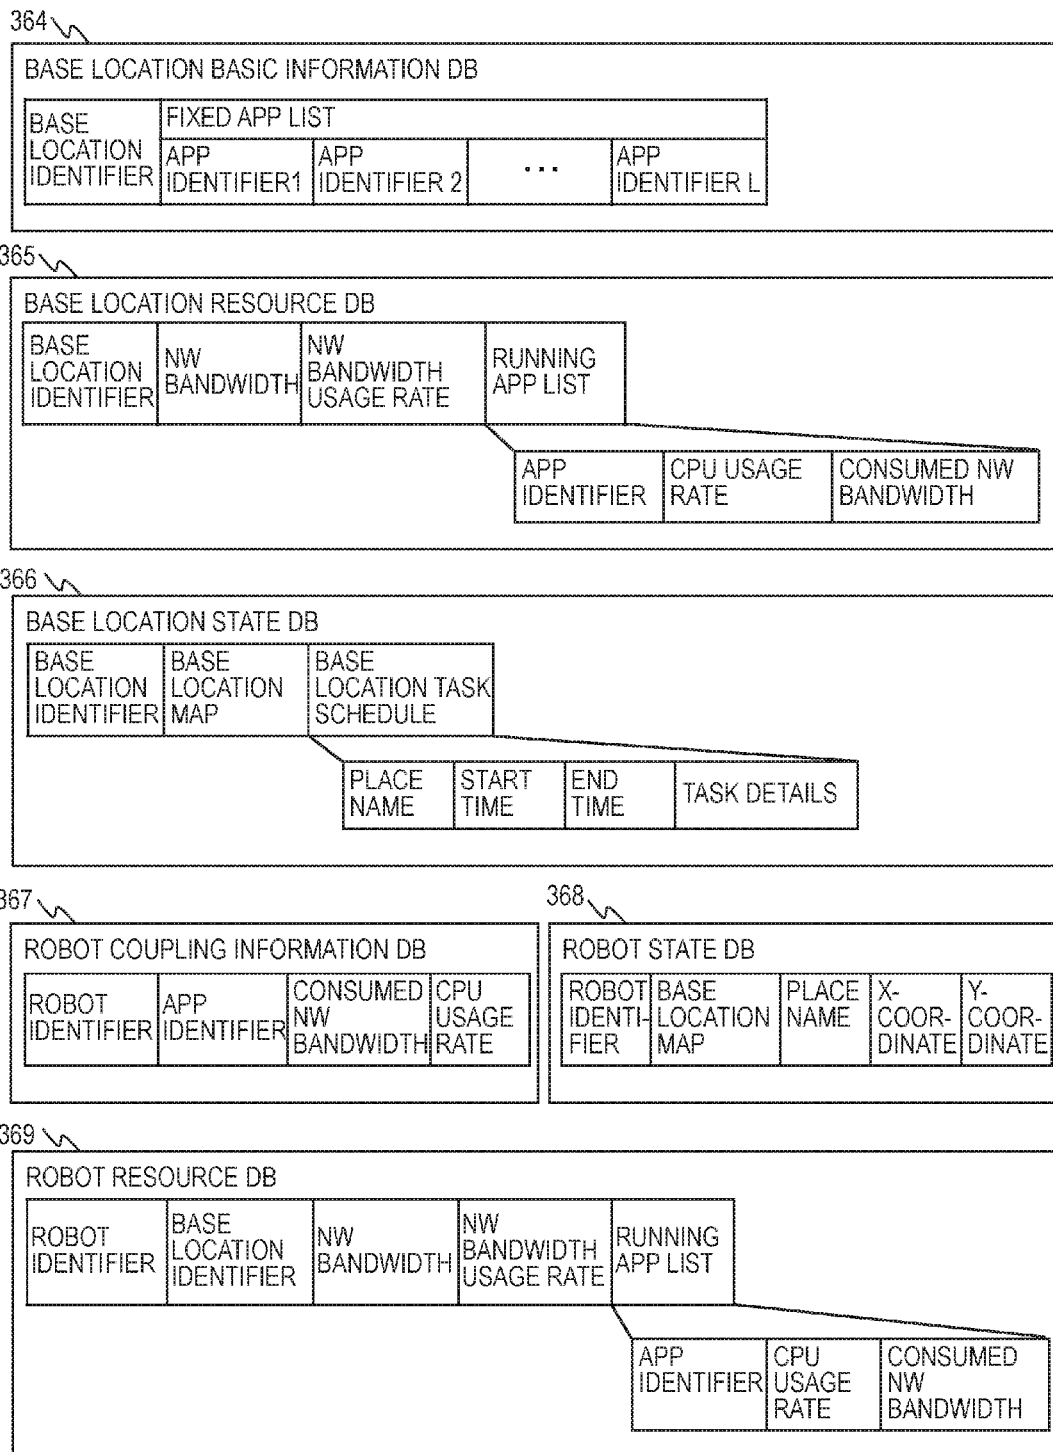 364
BASE LOCATION BASIC INFORMATION DB
BASE
LOCATION
IDENTIFIER
FIXED APP LIST
APP
IDENTIFIER1
APP
IDENTIFIER 2
...
APP
IDENTIFIER L
365
BASE LOCATION RESOURCE DB
BASE
LOCATION
IDENTIFIER
NW
BANDWIDTH
NW
BANDWIDTH
USAGE RATE
RUNNING
APP LIST
APP
IDENTIFIER
CPU USAGE
RATE
CONSUMED NW
BANDWIDTH
366
BASE LOCATION STATE DB
BASE
LOCATION
IDENTIFIER
BASE
LOCATION
MAP
BASE
LOCATION TASK
SCHEDULE
PLACE
NAME
START
TIME
END
TIME
TASK DETAILS
367
ROBOT COUPLING INFORMATION DB
ROBOT
IDENTIFIER
APP
IDENTIFIER
CONSUMED
NW
BANDWIDTH
CPU
USAGE
RATE
368
ROBOT STATE DB
ROBOT
IDENTI-
FIER
BASE
LOCATION
MAP
PLACE
NAME
X-
COOR-
DINATE
Y-
COOR-
DINATE
369
ROBOT RESOURCE DB
ROBOT
IDENTIFIER
BASE
LOCATION
IDENTIFIER
NW
BANDWIDTH
NW
BANDWIDTH
USAGE RATE
RUNNING
APP LIST
APP
IDENTIFIER
CPU
USAGE
RATE
CONSUMED
NW
BANDWIDTH